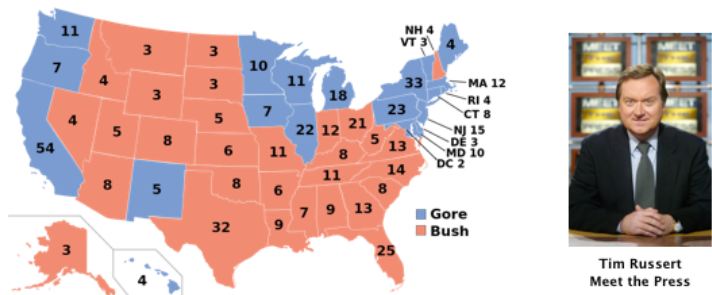 11
3
3
10
NH 4
VT 3
4
7
4
3
3
11
18
33
MA 12
RI 4
CT 8
4
5
8
5
7
22
12
21
23
NJ 15
DE 3
MD 10
DC 2
54
6
11
8
5
13
8
5
8
6
11
14
32
9
7
9
13
8
25
3
4
Gore
Bush
MEET
PRESS
MEET
Tim Russert
Meet the Press